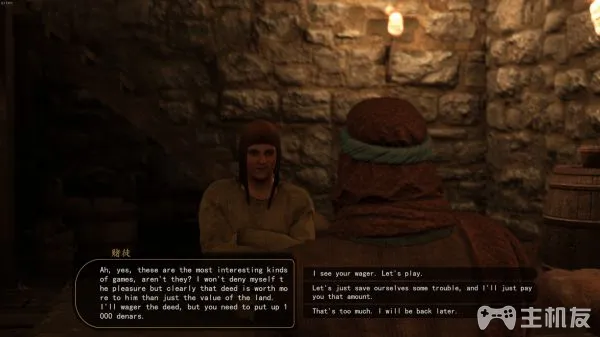 赌徒
Ah, yes, these are the most interesting kinds
of games, aren't they? I won't deny myself t
he pleasure but clearly that deed is worth mo
re to him than just the value of the land.
I'll wager the deed, but you need to put up 1
000 denars.
I see your wager. Let's play.
Let's just save ourselves some trouble, and I'll just pay
you that amount.
That's too much. I will be back later.
主机友